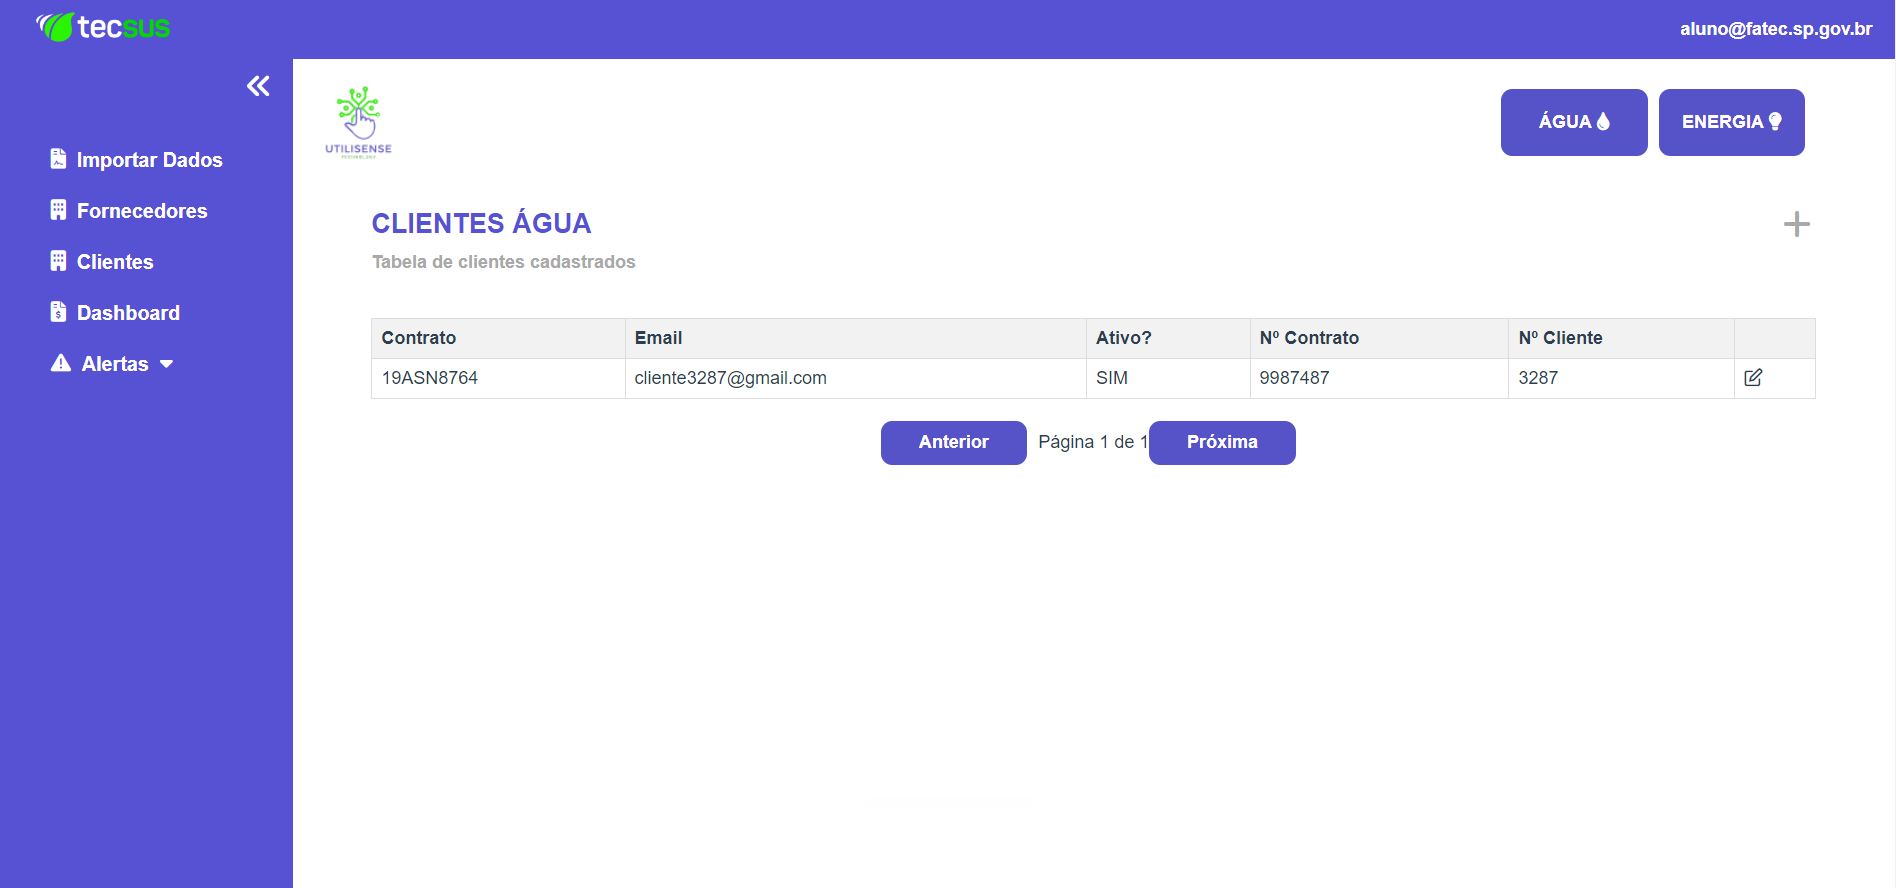 tecsus
aluno@fatec.sp.gov.br
Importar Dados
Fornecedores
Clientes
Dashboard
Alertas
UTILISENSE
TECHNOLOGY
ÁGUA
ENERGIA
CLIENTES ÁGUA
Tabela de clientes cadastrados
Contrato Email Ativo? Nº Contrato Nº Cliente
19ASN8764 cliente3287@gmail.com SIM 9987487 3287
Anterior Página 1 de 1 Próxima